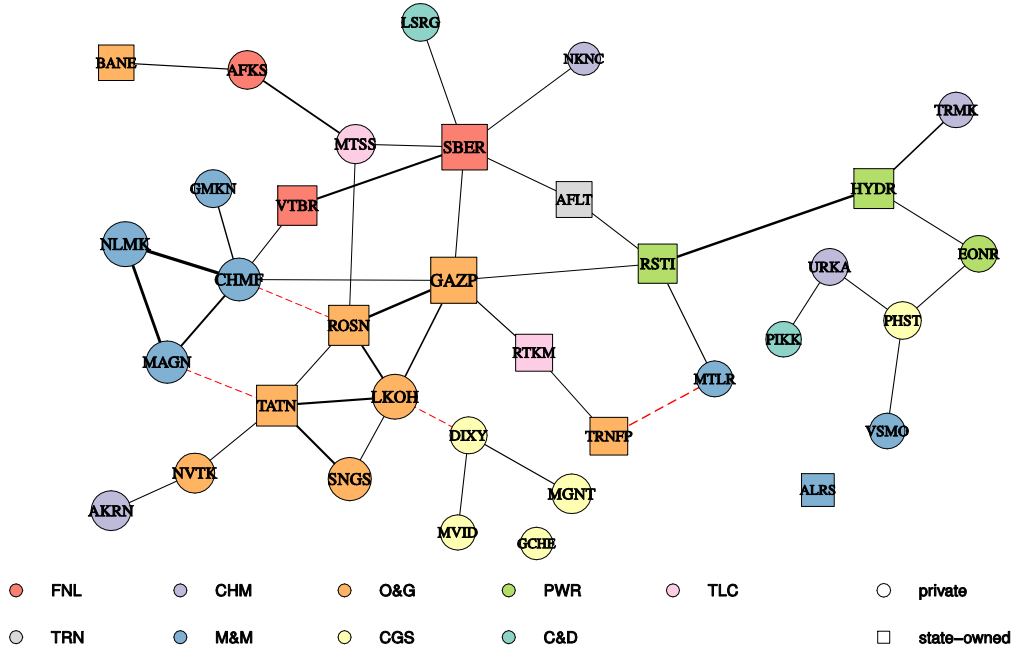 LSRG
BANE
AFKS
NKNC
TRMK
MTSS
SBER
GMKN
VTBR
AFLT
HYDR
NLMK
CHMF
GAZP
RSTI
URKA
EONR
ROSN
PHST
MAGN
RTKM
PIKK
TATN
LKOH
MTLR
DIXY
TRNFP
VSMO
NVTK
SNGS
MGNT
ALRS
AKRN
MVID
GCHE
FNL CHM O&G PWR TLC private
TRN M&M CGS C&D state-owned